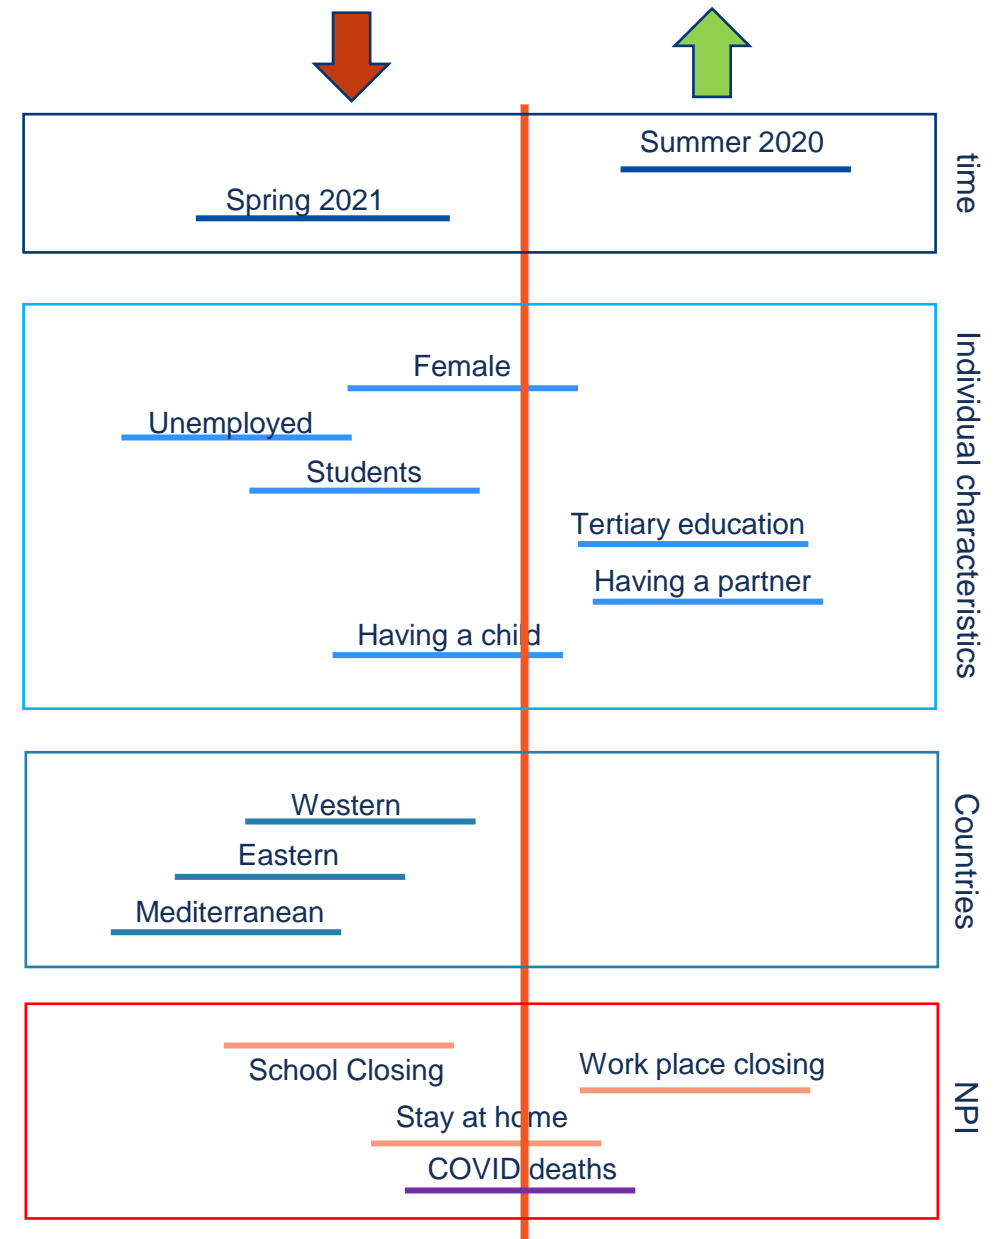 Summer 2020
Spring 2021
time
Female
Unemployed
Students
Tertiary education
Having a partner
Having a child
Individual characteristics
Western
Eastern
Mediterranean
Countries
School Closing
Work place closing
Stay at home
COVID deaths
NPI